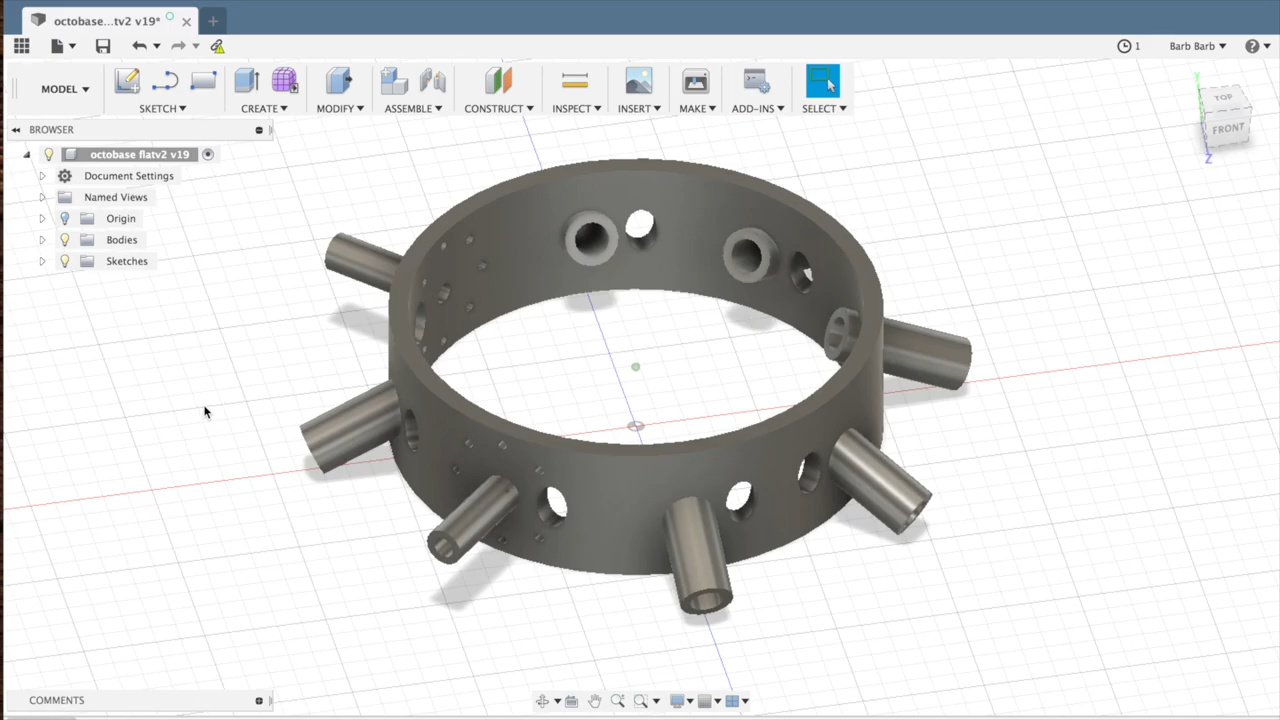 octobase...tv2 v19*
1
Barb Barb
MODEL
SKETCH
CREATE
MODIFY
ASSEMBLE
CONSTRUCT
INSPECT
INSERT
MAKE
ADD-INS
SELECT
BROWSER
octobase flatv2 v19
Document Settings
Named Views
Origin
Bodies
Sketches
Y
TOP
FRONT
Z
COMMENTS